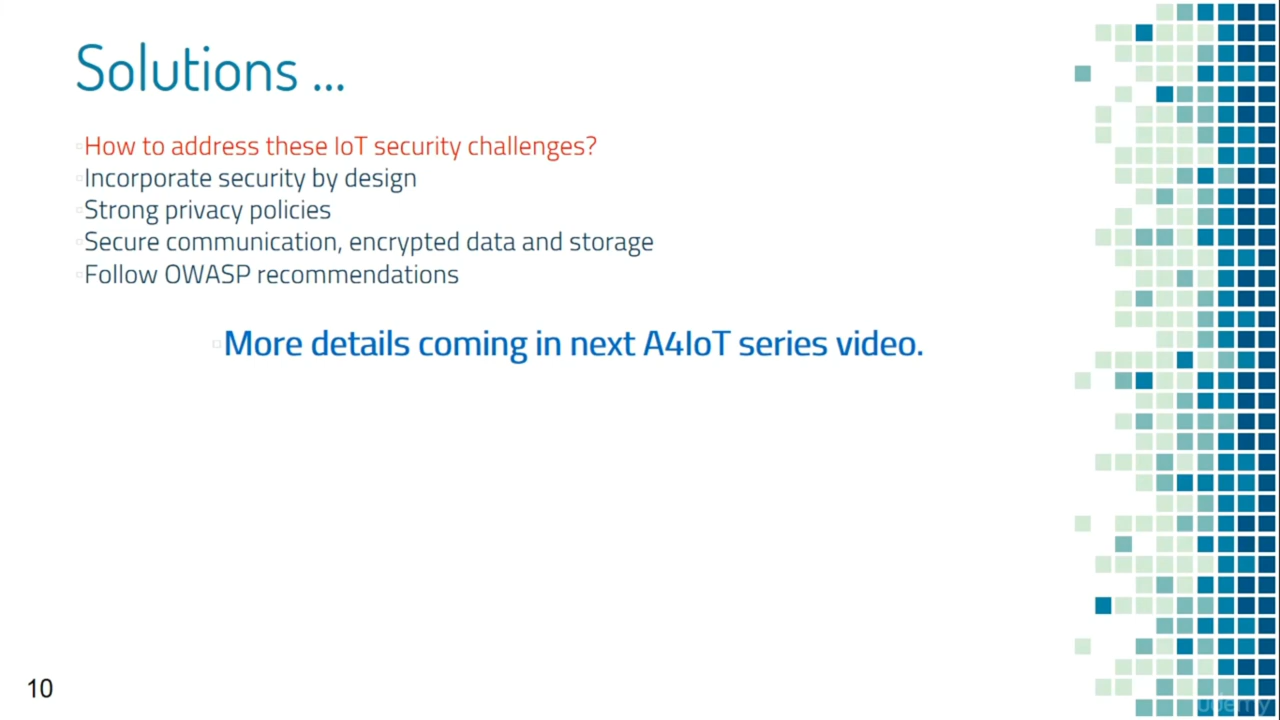 Solutions ...
How to address these IoT security challenges?
Incorporate security by design
Strong privacy policies
Secure communication, encrypted data and storage
Follow OWASP recommendations
More details coming in next A4IoT series video.
10
udemy